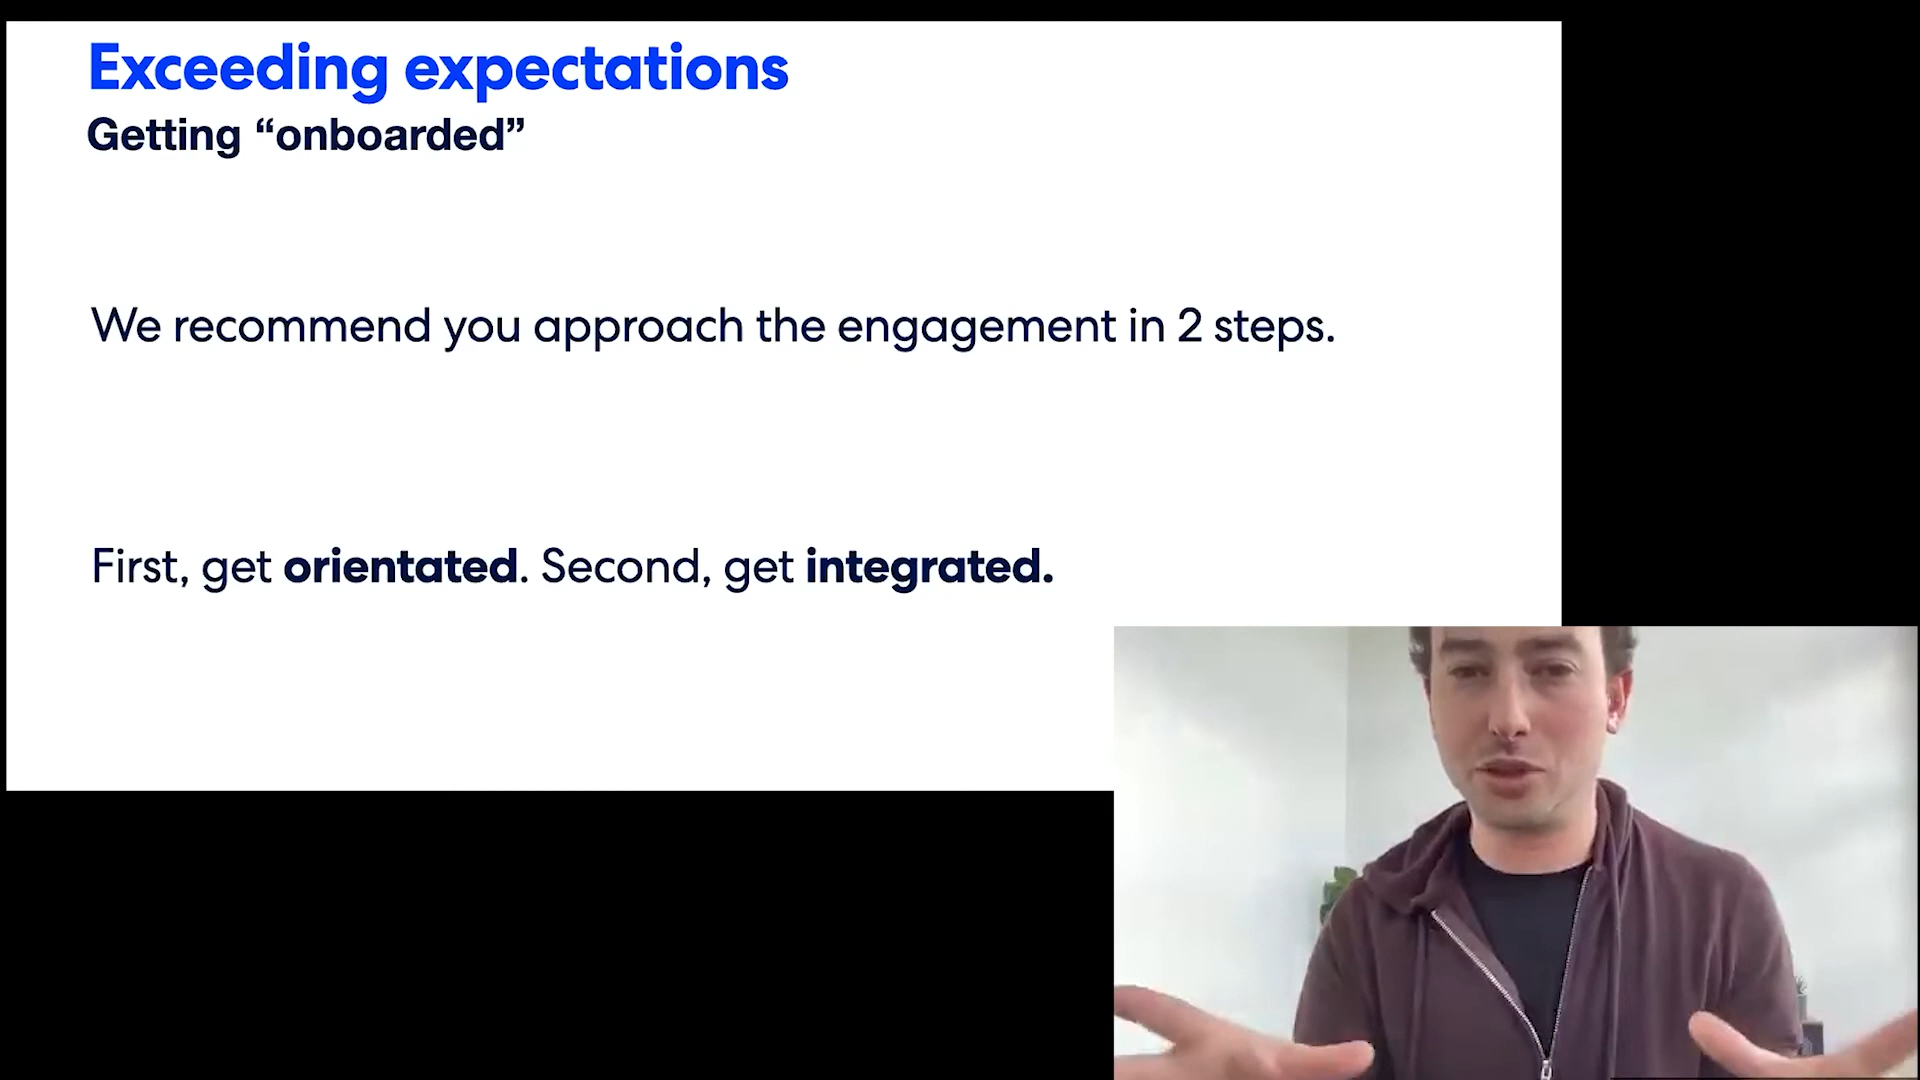 Exceeding expectations
Getting “onboarded”
We recommend you approach the engagement in 2 steps.
First, get orientated. Second, get integrated.